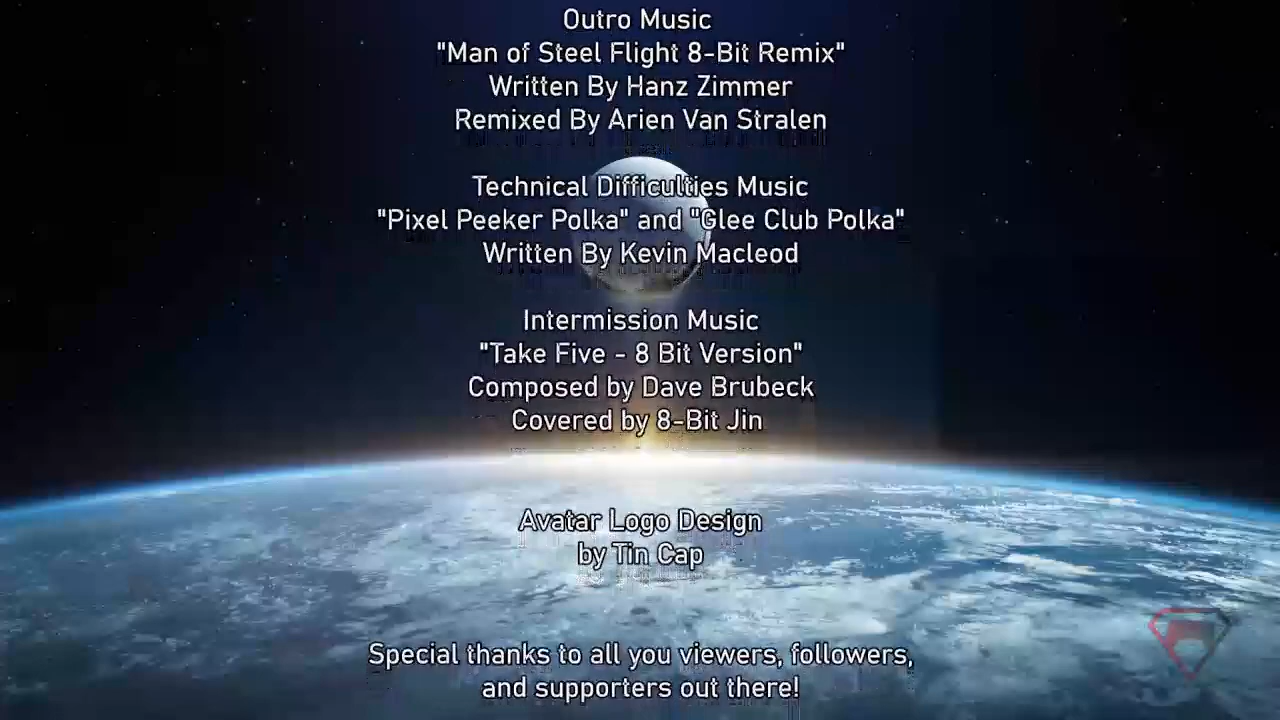 Outro Music
"Man of Steel Flight 8-Bit Remix"
Written By Hanz Zimmer
Remixed By Arien Van Stralen
Technical Difficulties Music
"Pixel Peeker Polka" and "Glee Club Polka"
Written By Kevin Macleod
Intermission Music
"Take Five - 8 Bit Version"
Composed by Dave Brubeck
Covered by 8-Bit Jin
Avatar Logo Design
by Tin Cap
Special thanks to all you viewers, followers,
and supporters out there!